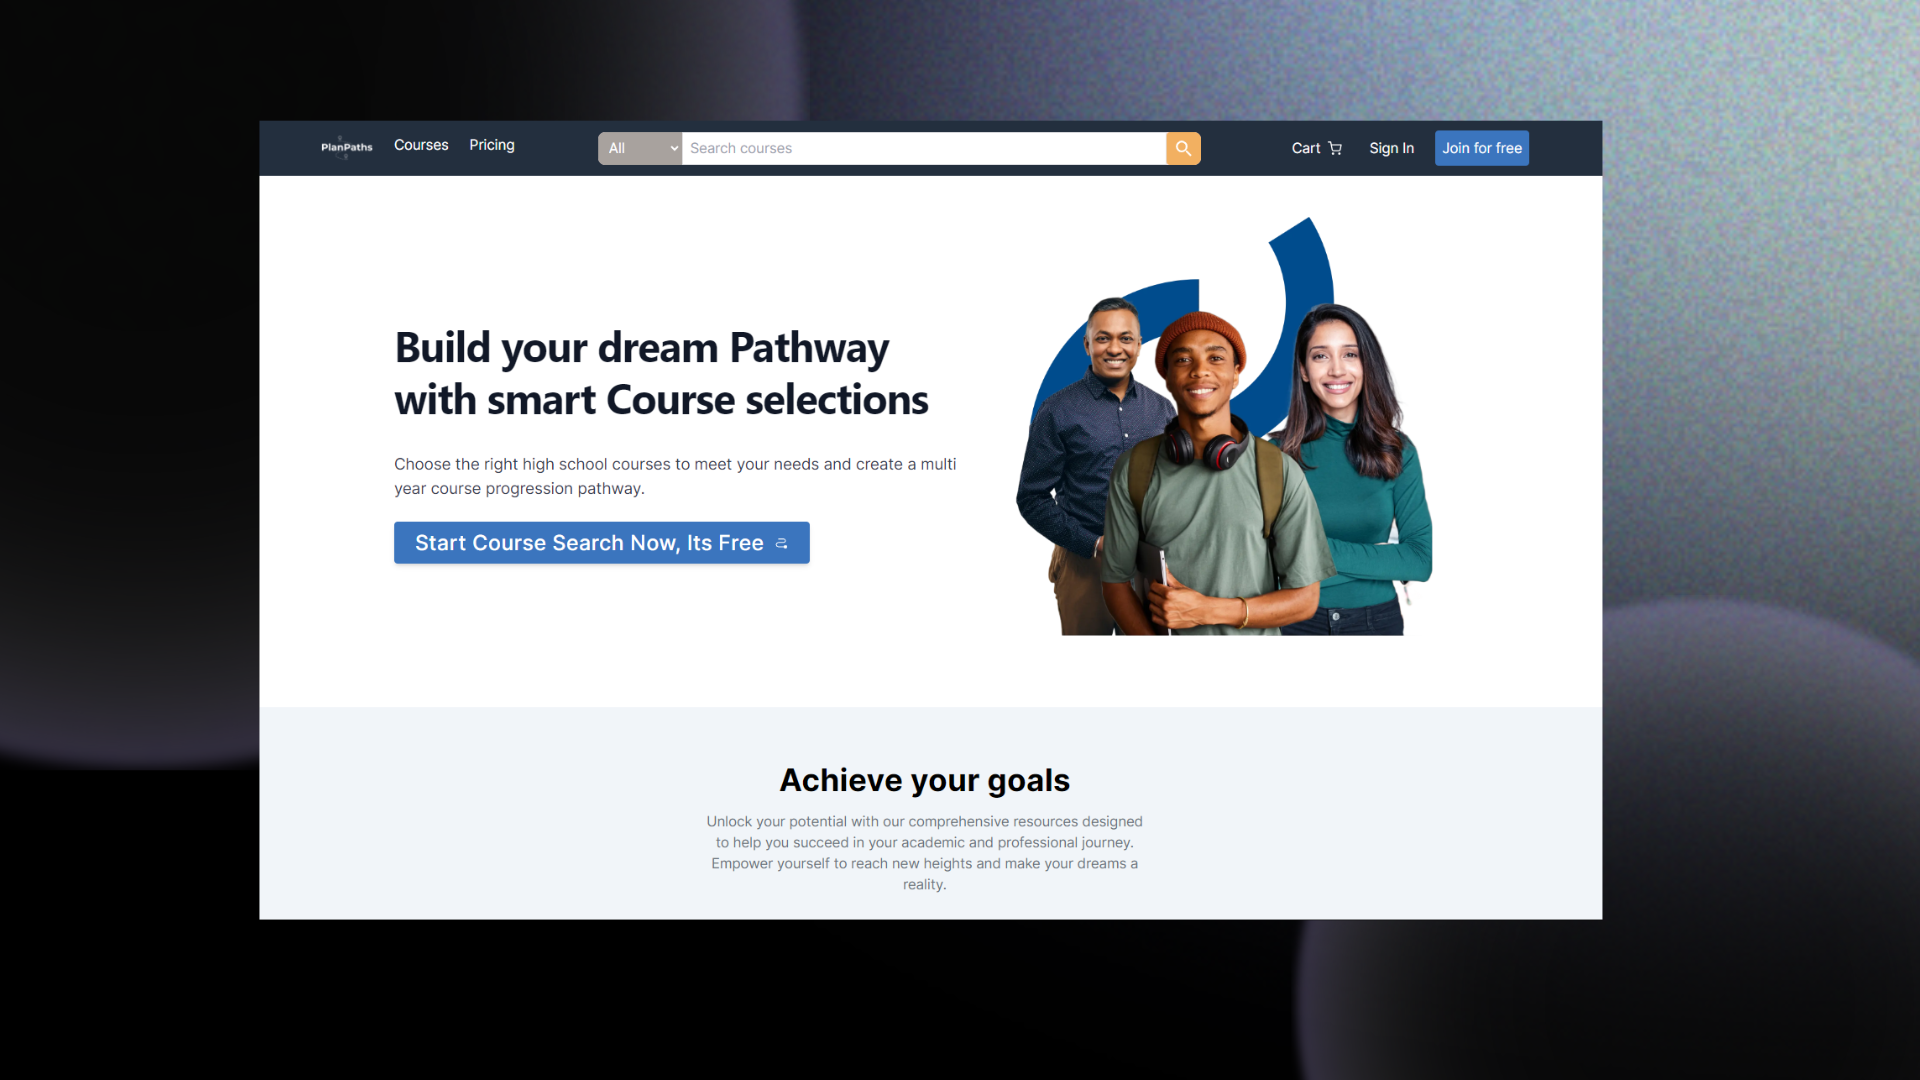 PlanPaths
Courses
Pricing
All
Search courses
Cart
Sign In
Join for free
Build your dream Pathway
with smart Course selections
Choose the right high school courses to meet your needs and create a multi
year course progression pathway.
Start Course Search Now, Its Free
Achieve your goals
Unlock your potential with our comprehensive resources designed
to help you succeed in your academic and professional journey.
Empower yourself to reach new heights and make your dreams a
reality.